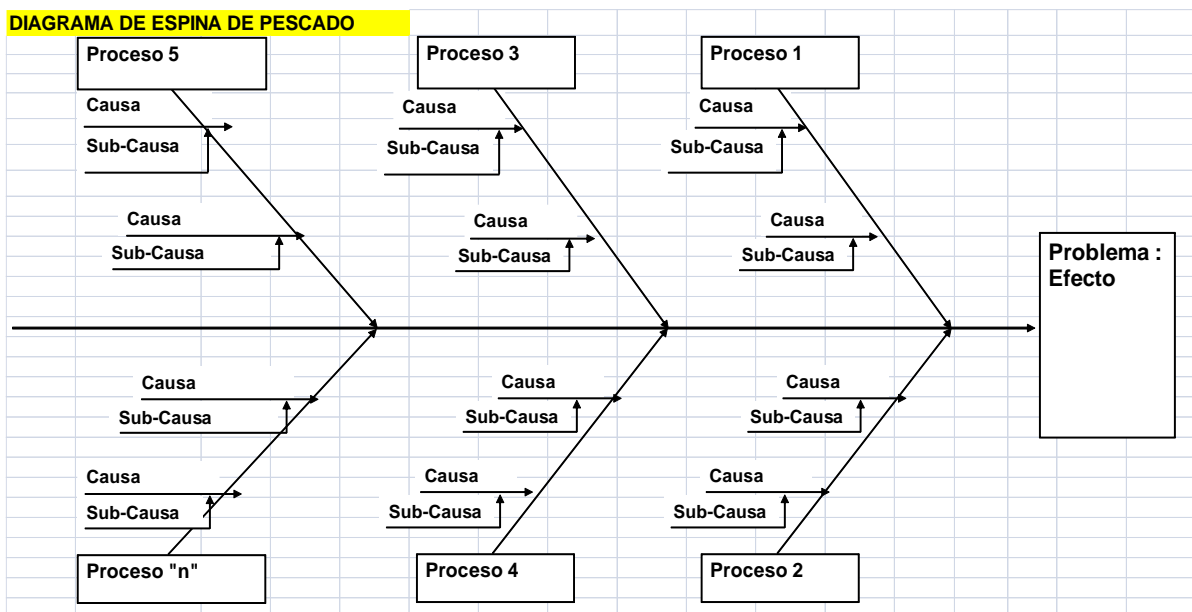 DIAGRAMA DE ESPINA DE PESCADO
Proceso 5
Proceso 3
Proceso 1
Causa
Causa
Causa
Sub-Causa
Sub-Causa
Sub-Causa
Causa
Causa
Causa
Sub-Causa
Sub-Causa
Sub-Causa
Problema :
Efecto
Causa
Causa
Causa
Sub-Causa
Sub-Causa
Sub-Causa
Causa
Causa
Causa
Sub-Causa
Sub-Causa
Sub-Causa
Proceso "n"
Proceso 4
Proceso 2